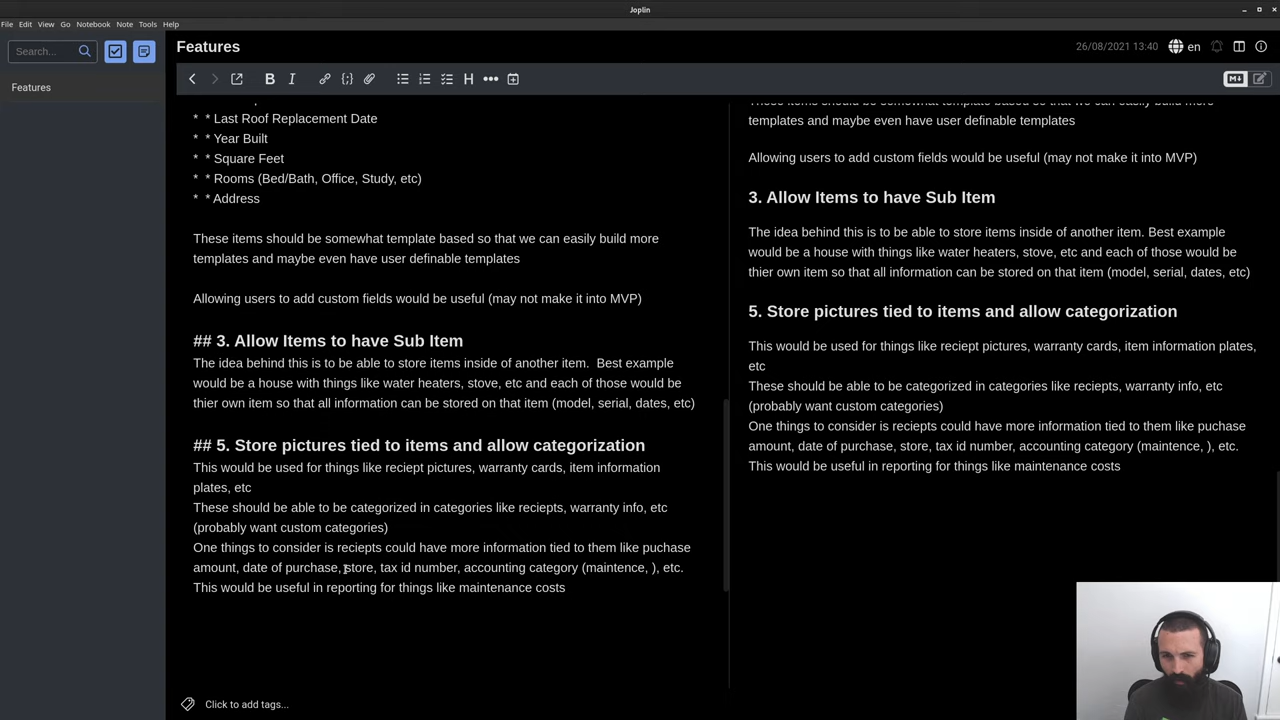 Joplin
File Edit View Go Notebook Note Tools Help
Search...
Features
Features
26/08/2021 13:40
en
B I H
M
* * Last Roof Replacement Date
* * Year Built
* * Square Feet
* * Rooms (Bed/Bath, Office, Study, etc)
* * Address
These items should be somewhat template based so that we can easily build more
templates and maybe even have user definable templates
Allowing users to add custom fields would be useful (may not make it into MVP)
## 3. Allow Items to have Sub Item
The idea behind this is to be able to store items inside of another item.  Best example
would be a house with things like water heaters, stove, etc and each of those would be
thier own item so that all information can be stored on that item (model, serial, dates, etc)
## 5. Store pictures tied to items and allow categorization
This would be used for things like reciept pictures, warranty cards, item information
plates, etc
These should be able to be categorized in categories like reciepts, warranty info, etc
(probably want custom categories)
One things to consider is reciepts could have more information tied to them like puchase
amount, date of purchase, store, tax id number, accounting category (maintence, ), etc.
This would be useful in reporting for things like maintenance costs
These items should be somewhat template based so that we can easily build more
templates and maybe even have user definable templates
Allowing users to add custom fields would be useful (may not make it into MVP)
3. Allow Items to have Sub Item
The idea behind this is to be able to store items inside of another item. Best example
would be a house with things like water heaters, stove, etc and each of those would be
thier own item so that all information can be stored on that item (model, serial, dates, etc)
5. Store pictures tied to items and allow categorization
This would be used for things like reciept pictures, warranty cards, item information plates,
etc
These should be able to be categorized in categories like reciepts, warranty info, etc
(probably want custom categories)
One things to consider is reciepts could have more information tied to them like puchase
amount, date of purchase, store, tax id number, accounting category (maintence, ), etc.
This would be useful in reporting for things like maintenance costs
Click to add tags...